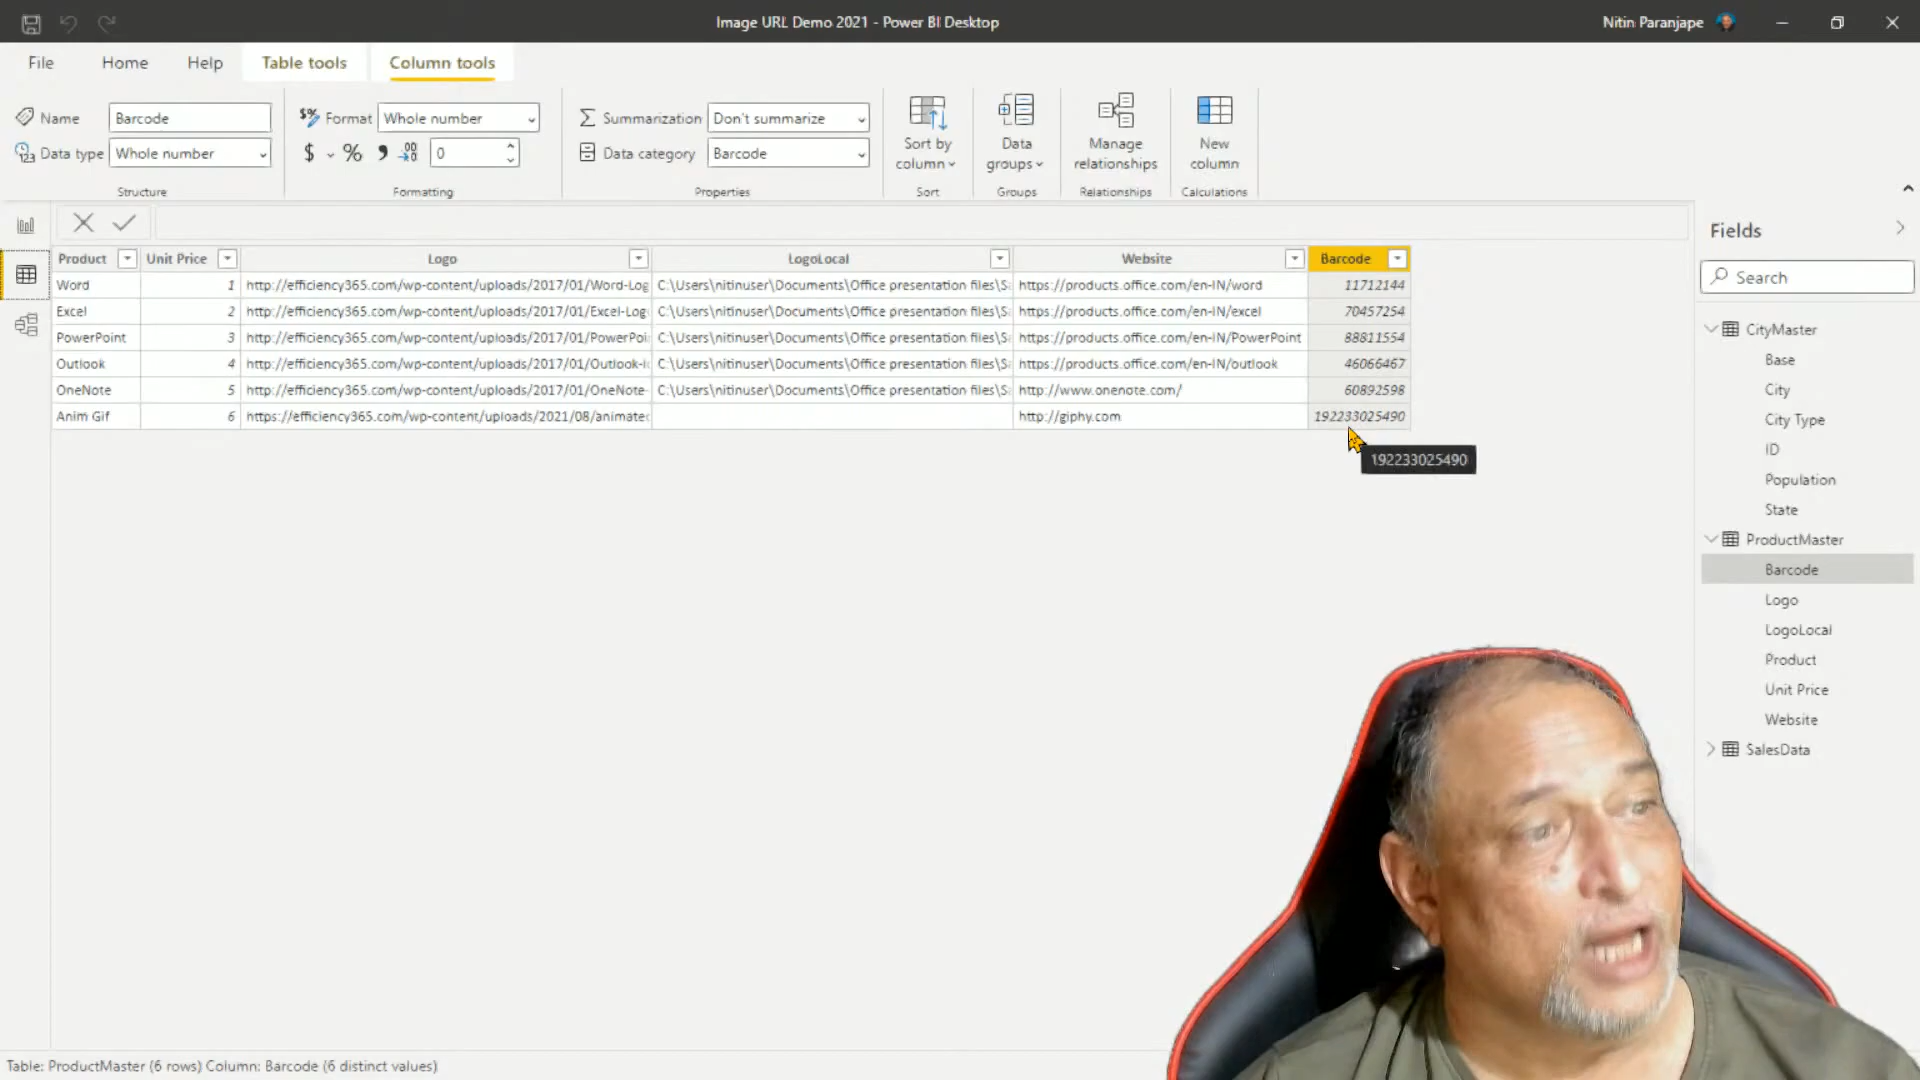 Image URL Demo 2021 - Power BI Desktop
Nitin Paranjape
File Home Help Table tools Column tools
Name Barcode
Format Whole number
Summarization Don't summarize
Data type Whole number
$ % 0
Data category Barcode
Sort by column
Data groups
Manage relationships
New column
Structure Formatting Properties Sort Groups Relationships Calculations
Product Unit Price Logo LogoLocal Website Barcode
Word 1 http://efficiency365.com/wp-content/uploads/2017/01/Word-Log C:\Users\nitinuser\Documents\Office presentation files\S https://products.office.com/en-IN/word 11712144
Excel 2 http://efficiency365.com/wp-content/uploads/2017/01/Excel-Log C:\Users\nitinuser\Documents\Office presentation files\S https://products.office.com/en-IN/excel 70457254
PowerPoint 3 http://efficiency365.com/wp-content/uploads/2017/01/PowerPoi C:\Users\nitinuser\Documents\Office presentation files\S https://products.office.com/en-IN/PowerPoint 88811554
Outlook 4 http://efficiency365.com/wp-content/uploads/2017/01/Outlook-i C:\Users\nitinuser\Documents\Office presentation files\S https://products.office.com/en-IN/outlook 46066467
OneNote 5 http://efficiency365.com/wp-content/uploads/2017/01/OneNote- C:\Users\nitinuser\Documents\Office presentation files\S http://www.onenote.com/ 60892598
Anim Gif 6 https://efficiency365.com/wp-content/uploads/2021/08/animate http://giphy.com 192233025490
192233025490
Fields
Search
CityMaster
Base
City
City Type
ID
Population
State
ProductMaster
Barcode
Logo
LogoLocal
Product
Unit Price
Website
SalesData
Table: ProductMaster (6 rows) Column: Barcode (6 distinct values)